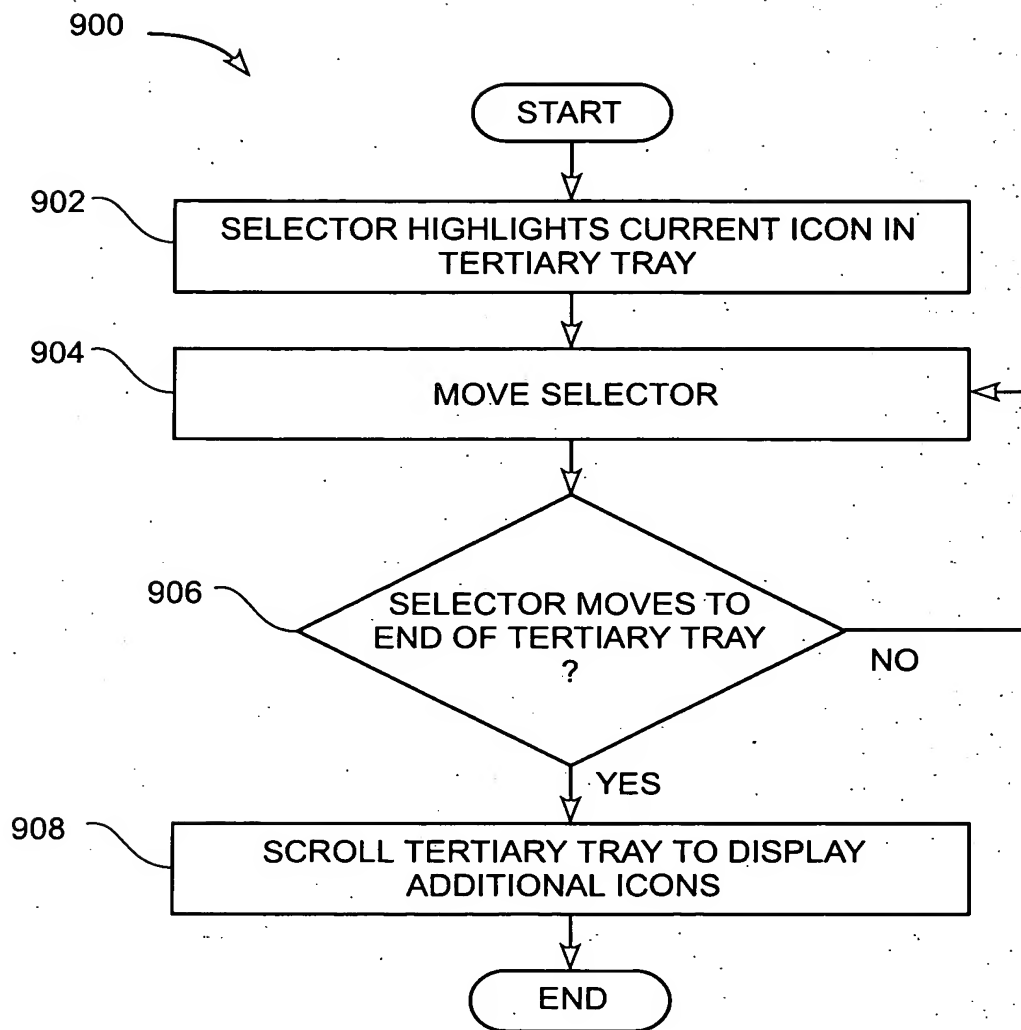 900
START
902
SELECTOR HIGHLIGHTS CURRENT ICON IN
TERTIARY TRAY
904
MOVE SELECTOR
906
SELECTOR MOVES TO
END OF TERTIARY TRAY
?
NO
YES
908
SCROLL TERTIARY TRAY TO DISPLAY
ADDITIONAL ICONS
END